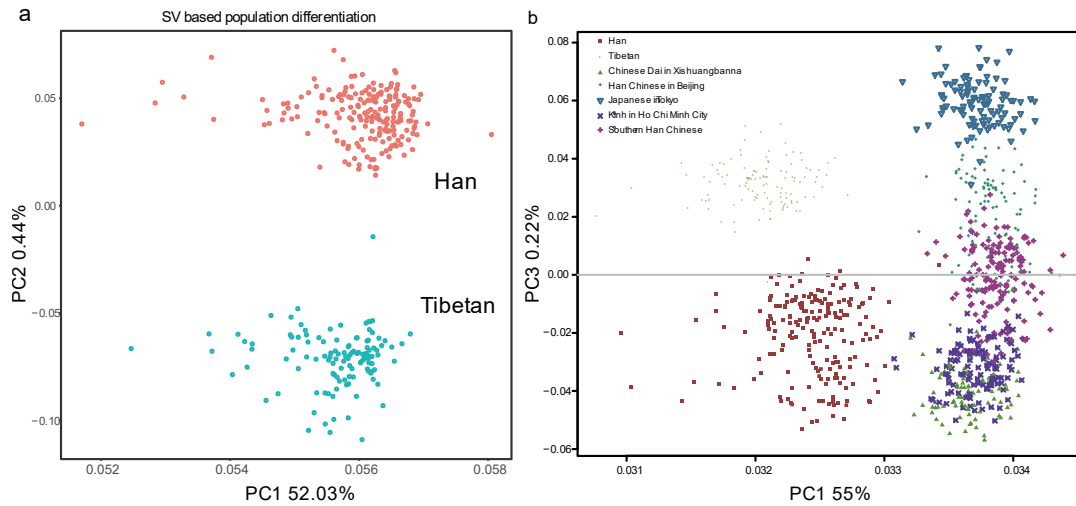 a
SV based population differentiation
0.05
0.00
−0.05
−0.10
PC2 0.44%
Han
Tibetan
0.052
0.054
0.056
0.058
PC1 52.03%
b
0.08
0.06
0.04
0.02
0.00
−0.02
−0.04
−0.06
PC3 0.22%
Han
Tibetan
Chinese Dai in Xishuangbanna
Han Chinese in Beijing
Japanese in Tokyo
Kinh in Ho Chi Minh City
Southern Han Chinese
0.031
0.032
0.033
0.034
PC1 55%